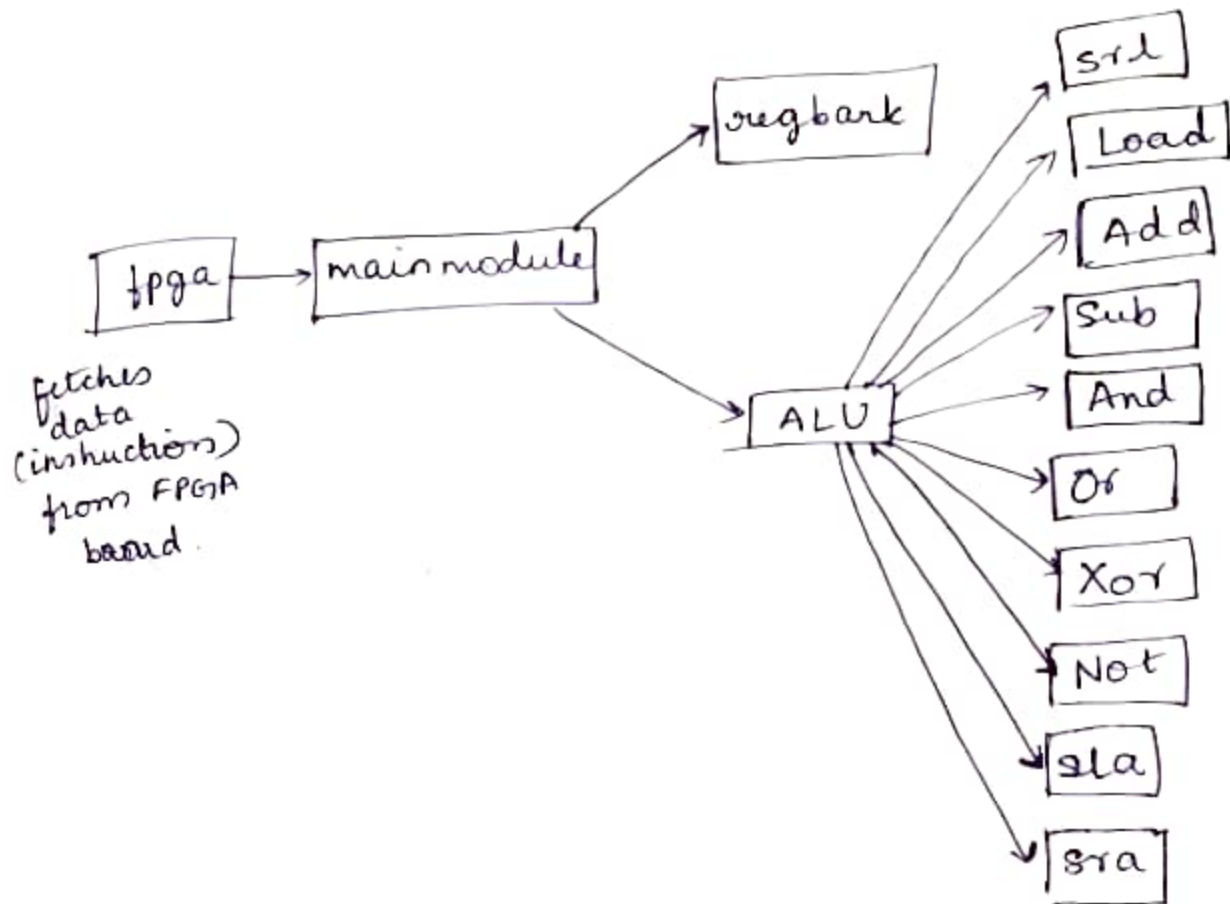 srl
Load
regbank
Add
fpga
mainmodule
Sub
And
ALU
fetches
data
(instructions)
from FPGA
board.
Or
Xor
Not
sla
sra